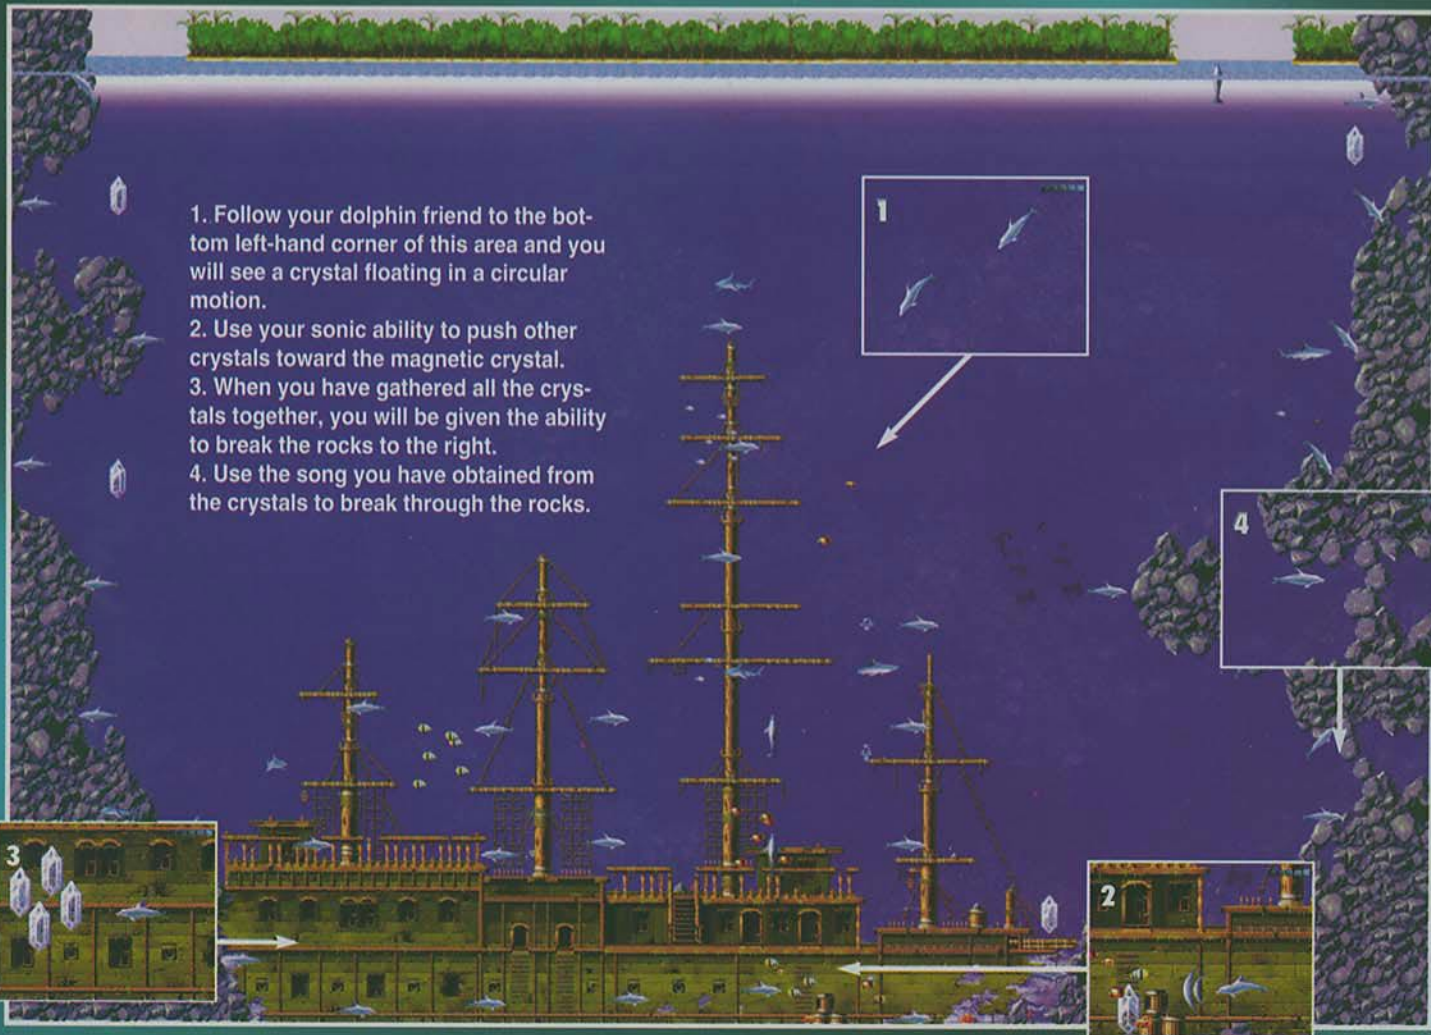 1. Follow your dolphin friend to the bot-
tom left-hand corner of this area and you
will see a crystal floating in a circular
motion.
2. Use your sonic ability to push other
crystals toward the magnetic crystal.
3. When you have gathered all the crys-
tals together, you will be given the ability
to break the rocks to the right.
4. Use the song you have obtained from
the crystals to break through the rocks.
1
4
3
2